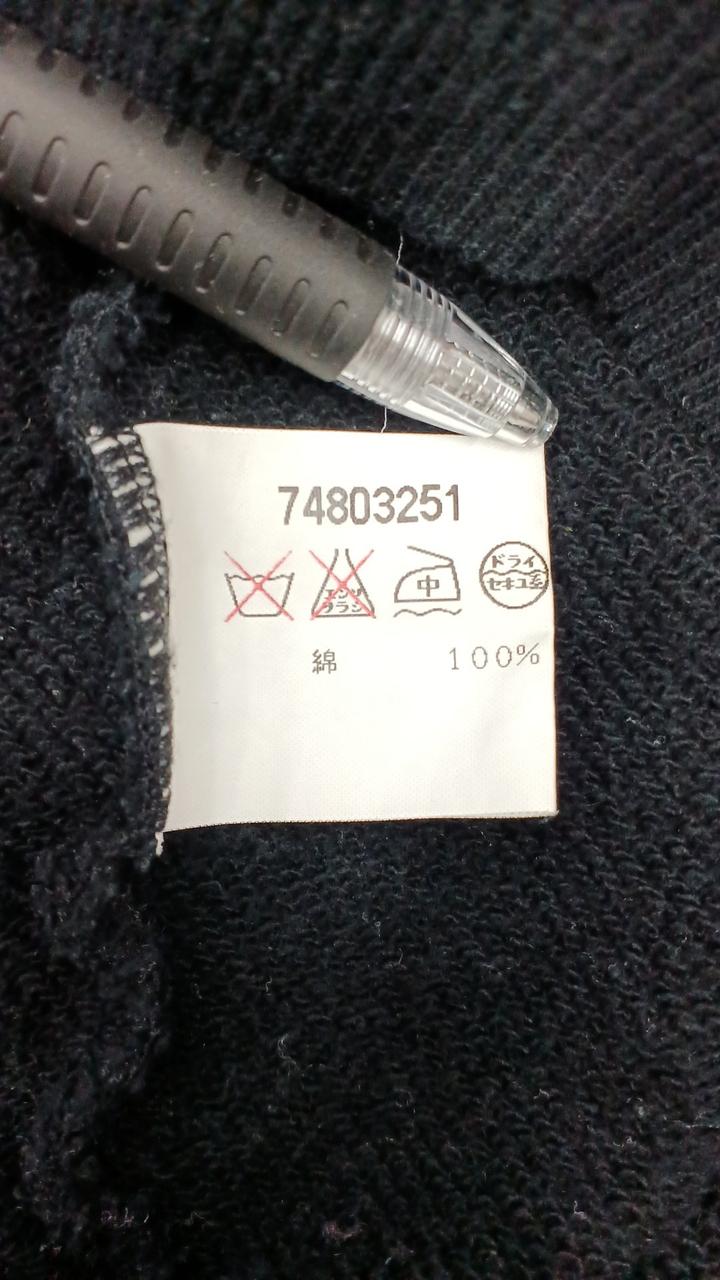 74803251
エンソ
サラシ
中
ドライ
セキユ系
綿 100%